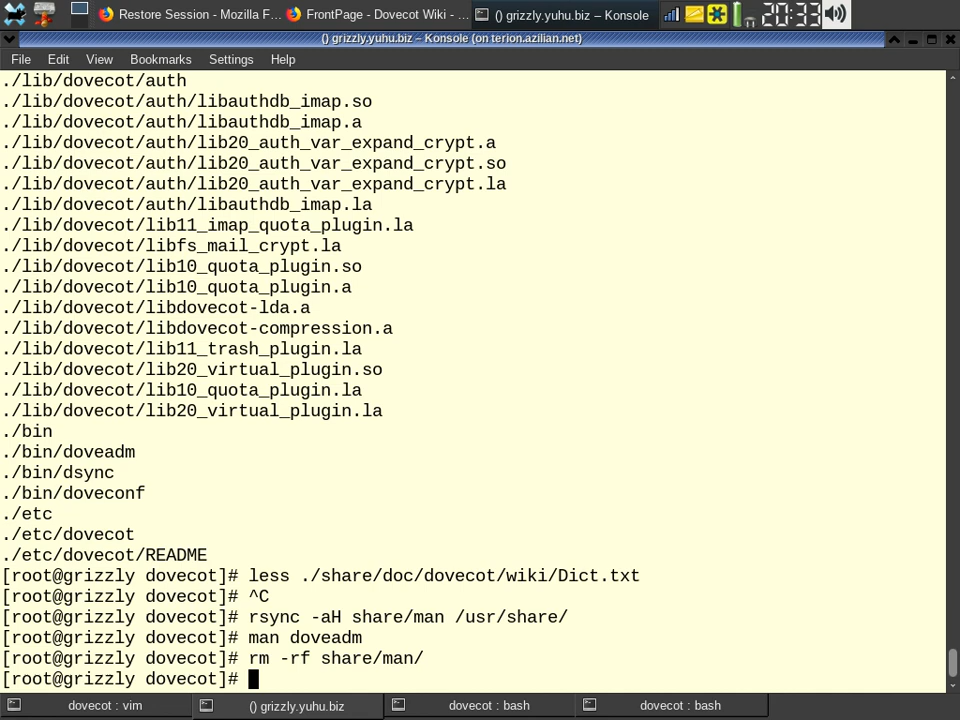 Restore Session - Mozilla F...
FrontPage - Dovecot Wiki - ...
() grizzly.yuhu.biz – Konsole
20:33
() grizzly.yuhu.biz – Konsole (on terion.azilian.net)
File Edit View Bookmarks Settings Help
./lib/dovecot/auth
./lib/dovecot/auth/libauthdb_imap.so
./lib/dovecot/auth/libauthdb_imap.a
./lib/dovecot/auth/lib20_auth_var_expand_crypt.a
./lib/dovecot/auth/lib20_auth_var_expand_crypt.so
./lib/dovecot/auth/lib20_auth_var_expand_crypt.la
./lib/dovecot/auth/libauthdb_imap.la
./lib/dovecot/lib11_imap_quota_plugin.la
./lib/dovecot/libfs_mail_crypt.la
./lib/dovecot/lib10_quota_plugin.so
./lib/dovecot/lib10_quota_plugin.a
./lib/dovecot/libdovecot-lda.a
./lib/dovecot/libdovecot-compression.a
./lib/dovecot/lib11_trash_plugin.la
./lib/dovecot/lib20_virtual_plugin.so
./lib/dovecot/lib10_quota_plugin.la
./lib/dovecot/lib20_virtual_plugin.la
./bin
./bin/doveadm
./bin/dsync
./bin/doveconf
./etc
./etc/dovecot
./etc/dovecot/README
[root@grizzly dovecot]# less ./share/doc/dovecot/wiki/Dict.txt
[root@grizzly dovecot]# ^C
[root@grizzly dovecot]# rsync -aH share/man /usr/share/
[root@grizzly dovecot]# man doveadm
[root@grizzly dovecot]# rm -rf share/man/
[root@grizzly dovecot]#
dovecot : vim
() grizzly.yuhu.biz
dovecot : bash
dovecot : bash